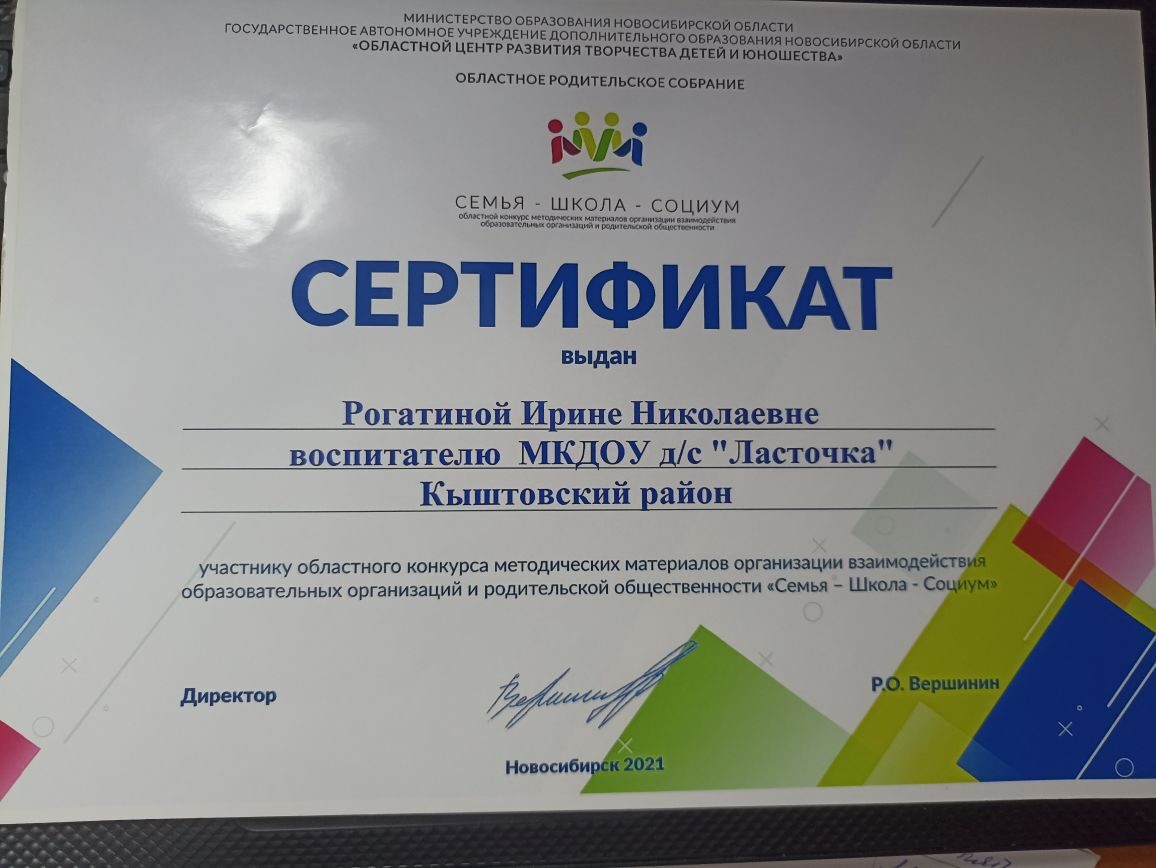 МИНИСТЕРСТВО ОБРАЗОВАНИЯ НОВОСИБИРСКОЙ ОБЛАСТИ
ГОСУДАРСТВЕННОЕ АВТОНОМНОЕ УЧРЕЖДЕНИЕ ДОПОЛНИТЕЛЬНОГО ОБРАЗОВАНИЯ НОВОСИБИРСКОЙ ОБЛАСТИ
«ОБЛАСТНОЙ ЦЕНТР РАЗВИТИЯ ТВОРЧЕСТВА ДЕТЕЙ И ЮНОШЕСТВА»
ОБЛАСТНОЕ РОДИТЕЛЬСКОЕ СОБРАНИЕ
СЕМЬЯ - ШКОЛА - СОЦИУМ
областной конкурс методических материалов организации взаимодействия
образовательных организаций и родительской общественности
СЕРТИФИКАТ
выдан
Рогатиной Ирине Николаевне
воспитателю МКДОУ д/с "Ласточка"
Кыштовский район
участнику областного конкурса методических материалов организации взаимодействия
образовательных организаций и родительской общественности «Семья – Школа - Социум»
Директор
Р.О. Вершинин
Новосибирск 2021